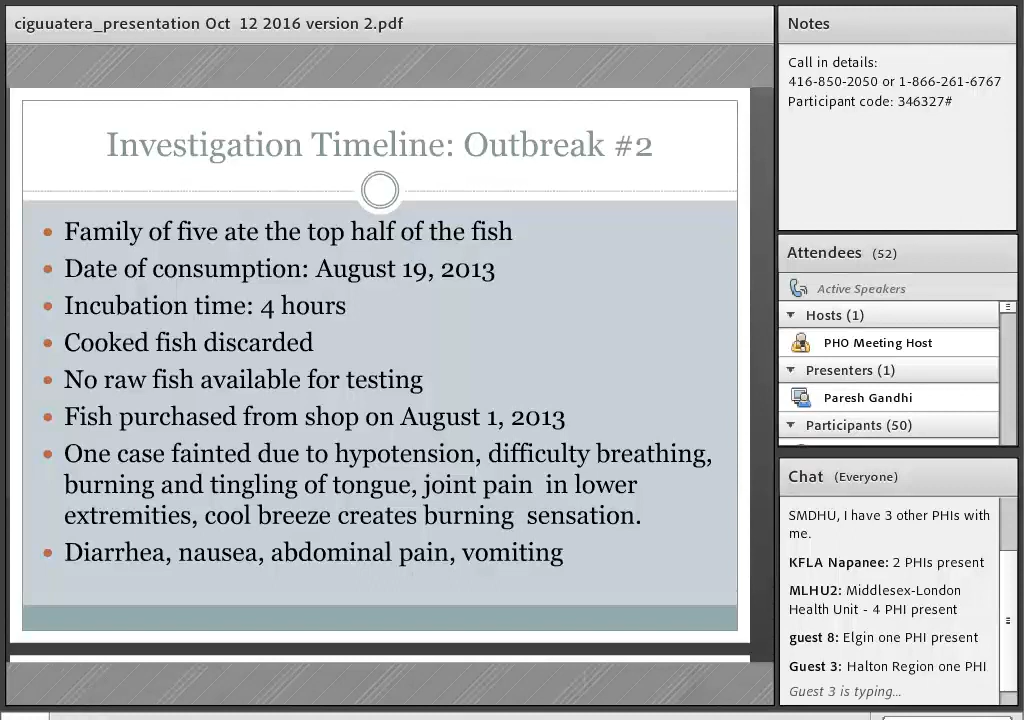 ciguuatera_presentation Oct 12 2016 version 2.pdf
Investigation Timeline: Outbreak #2
• Family of five ate the top half of the fish
• Date of consumption: August 19, 2013
• Incubation time: 4 hours
• Cooked fish discarded
• No raw fish available for testing
• Fish purchased from shop on August 1, 2013
• One case fainted due to hypotension, difficulty breathing,
burning and tingling of tongue, joint pain in lower
extremities, cool breeze creates burning sensation.
• Diarrhea, nausea, abdominal pain, vomiting
Notes
Call in details:
416-850-2050 or 1-866-261-6767
Participant code: 346327#
Attendees (52)
Active Speakers
Hosts (1)
PHO Meeting Host
Presenters (1)
Paresh Gandhi
Participants (50)
Chat (Everyone)
SMDHU, I have 3 other PHIs with
me.
KFLA Napanee: 2 PHIs present
MLHU2: Middlesex-London
Health Unit - 4 PHI present
guest 8: Elgin one PHI present
Guest 3: Halton Region one PHI
Guest 3 is typing...